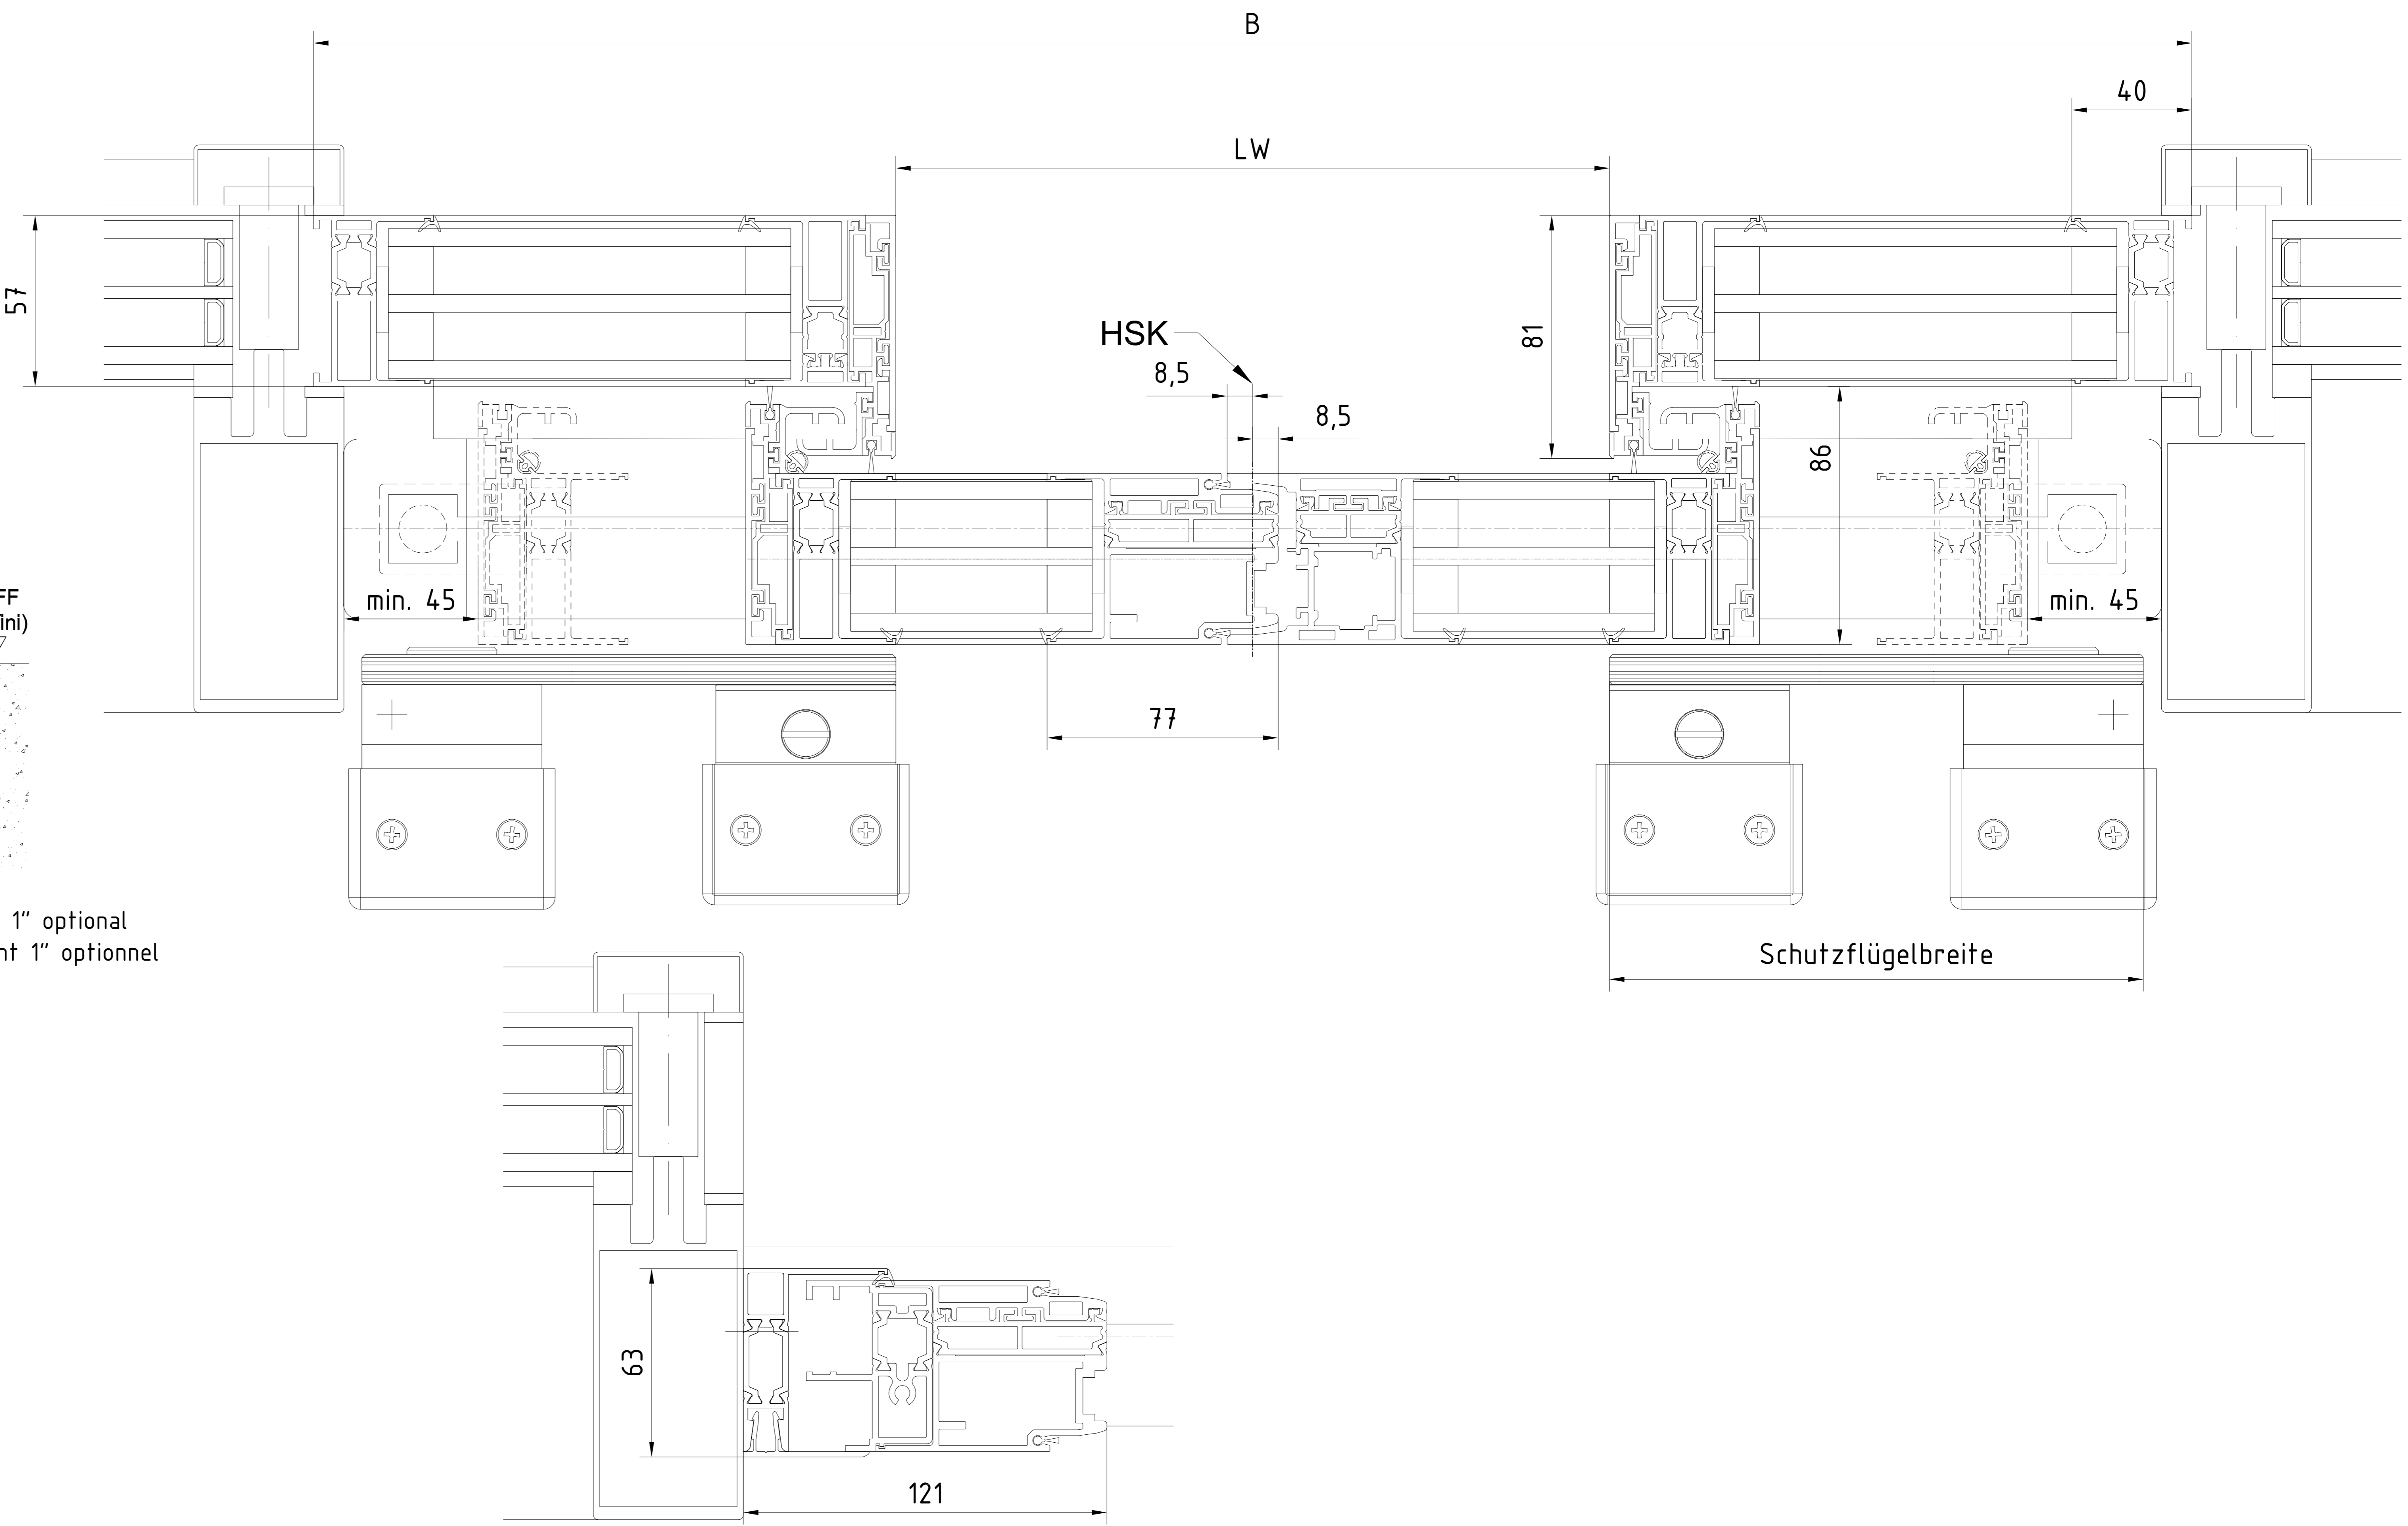 B
40
LW
57
81
HSK
8,5
8,5
86
FF
min. 45
min. 45
77
1" optional
1" optionnel
Schutzflügelbreite
63
121